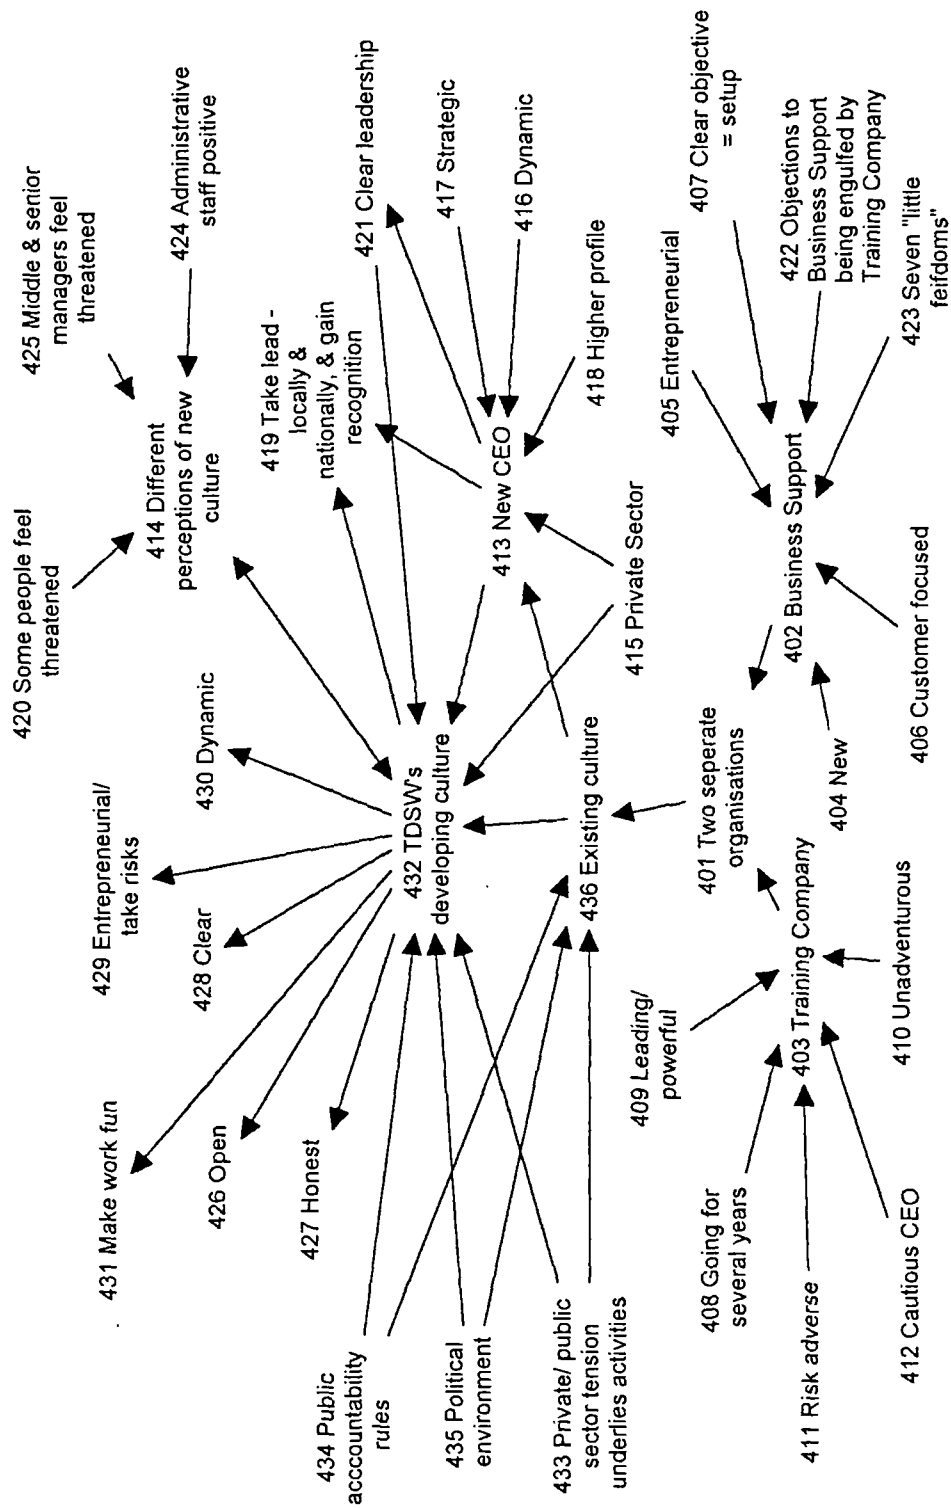 420 Some people feel
threatened
425 Middle & senior
managers feel
threatened
431 Make work fun
429 Entrepreneurial/
take risks
414 Different
perceptions of new
culture
424 Administrative
staff positive
426 Open
428 Clear
430 Dynamic
427 Honest
419 Take lead -
locally &
nationally, & gain
recognition
421 Clear leadership
434 Public
acccountability
rules
432 TDSW's
developing culture
417 Strategic
435 Political
environment
413 New CEO
416 Dynamic
433 Private/ public
sector tension
underlies activities
436 Existing culture
418 Higher profile
415 Private Sector
409 Leading/
powerful
405 Entrepreneurial
407 Clear objective
= setup
408 Going for
several years
401 Two seperate
organisations
403 Training Company
402 Business Support
422 Objections to
Business Support
being engulfed by
Training Company
411 Risk adverse
404 New
423 Seven "little
feifdoms"
412 Cautious CEO
410 Unadventurous
406 Customer focused